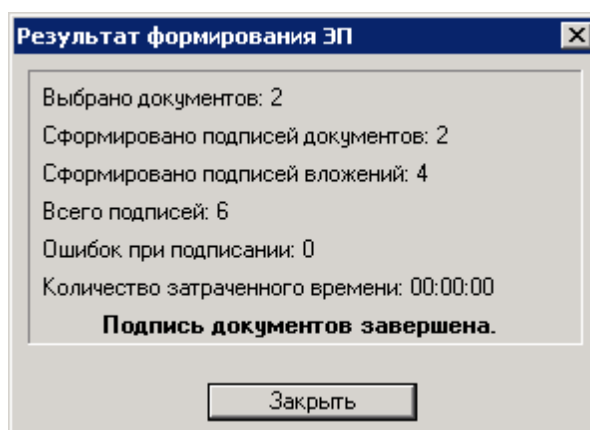 Результат формирования ЭП
Выбрано документов: 2
Сформировано подписей документов: 2
Сформировано подписей вложений: 4
Всего подписей: 6
Ошибок при подписании: 0
Количество затраченного времени: 00:00:00
Подпись документов завершена.
Закрыть